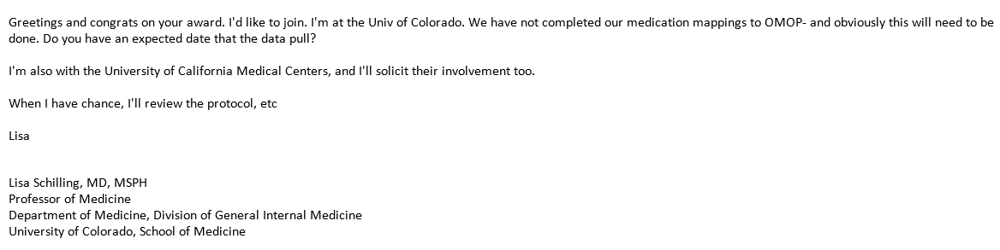 Greetings and congrats on your award. I'd like to join. I'm at the Univ of Colorado. We have not completed our medication mappings to OMOP- and obviously this will need to be
done. Do you have an expected date that the data pull?
I'm also with the University of California Medical Centers, and I'll solicit their involvement too.
When I have chance, I'll review the protocol, etc
Lisa
Lisa Schilling, MD, MSPH
Professor of Medicine
Department of Medicine, Division of General Internal Medicine
University of Colorado, School of Medicine